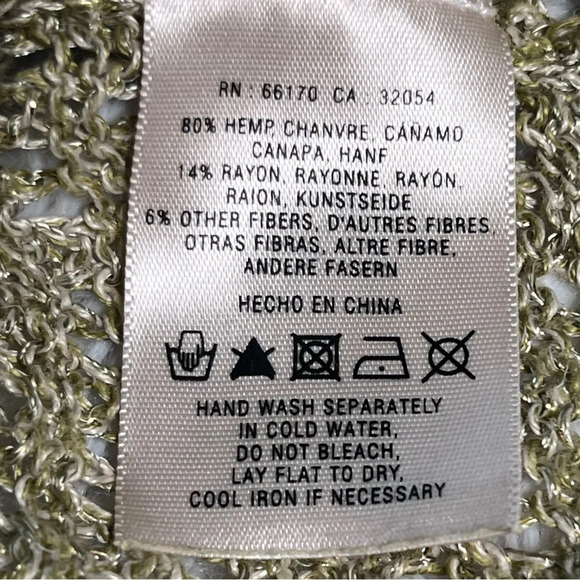 RN : 66170 CA : 32054
80% HEMP, CHANVRE, CÁÑAMO
CANAPA, HANF
14% RAYON, RAYONNE, RAYÓN,
RAION, KUNSTSEIDE
6% OTHER FIBERS, D'AUTRES FIBRES,
OTRAS FIBRAS, ALTRE FIBRE,
ANDERE FASERN
HECHO EN CHINA
HAND WASH SEPARATELY
IN COLD WATER,
DO NOT BLEACH,
LAY FLAT TO DRY,
COOL IRON IF NECESSARY